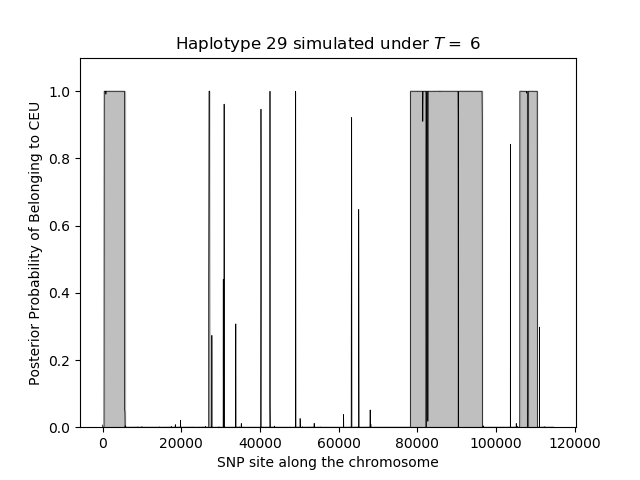 Haplotype 29 simulated under T = 6
Posterior Probability of Belonging to CEU
1.0
0.8
0.6
0.4
0.2
0.0
0 20000 40000 60000 80000 100000 120000
SNP site along the chromosome